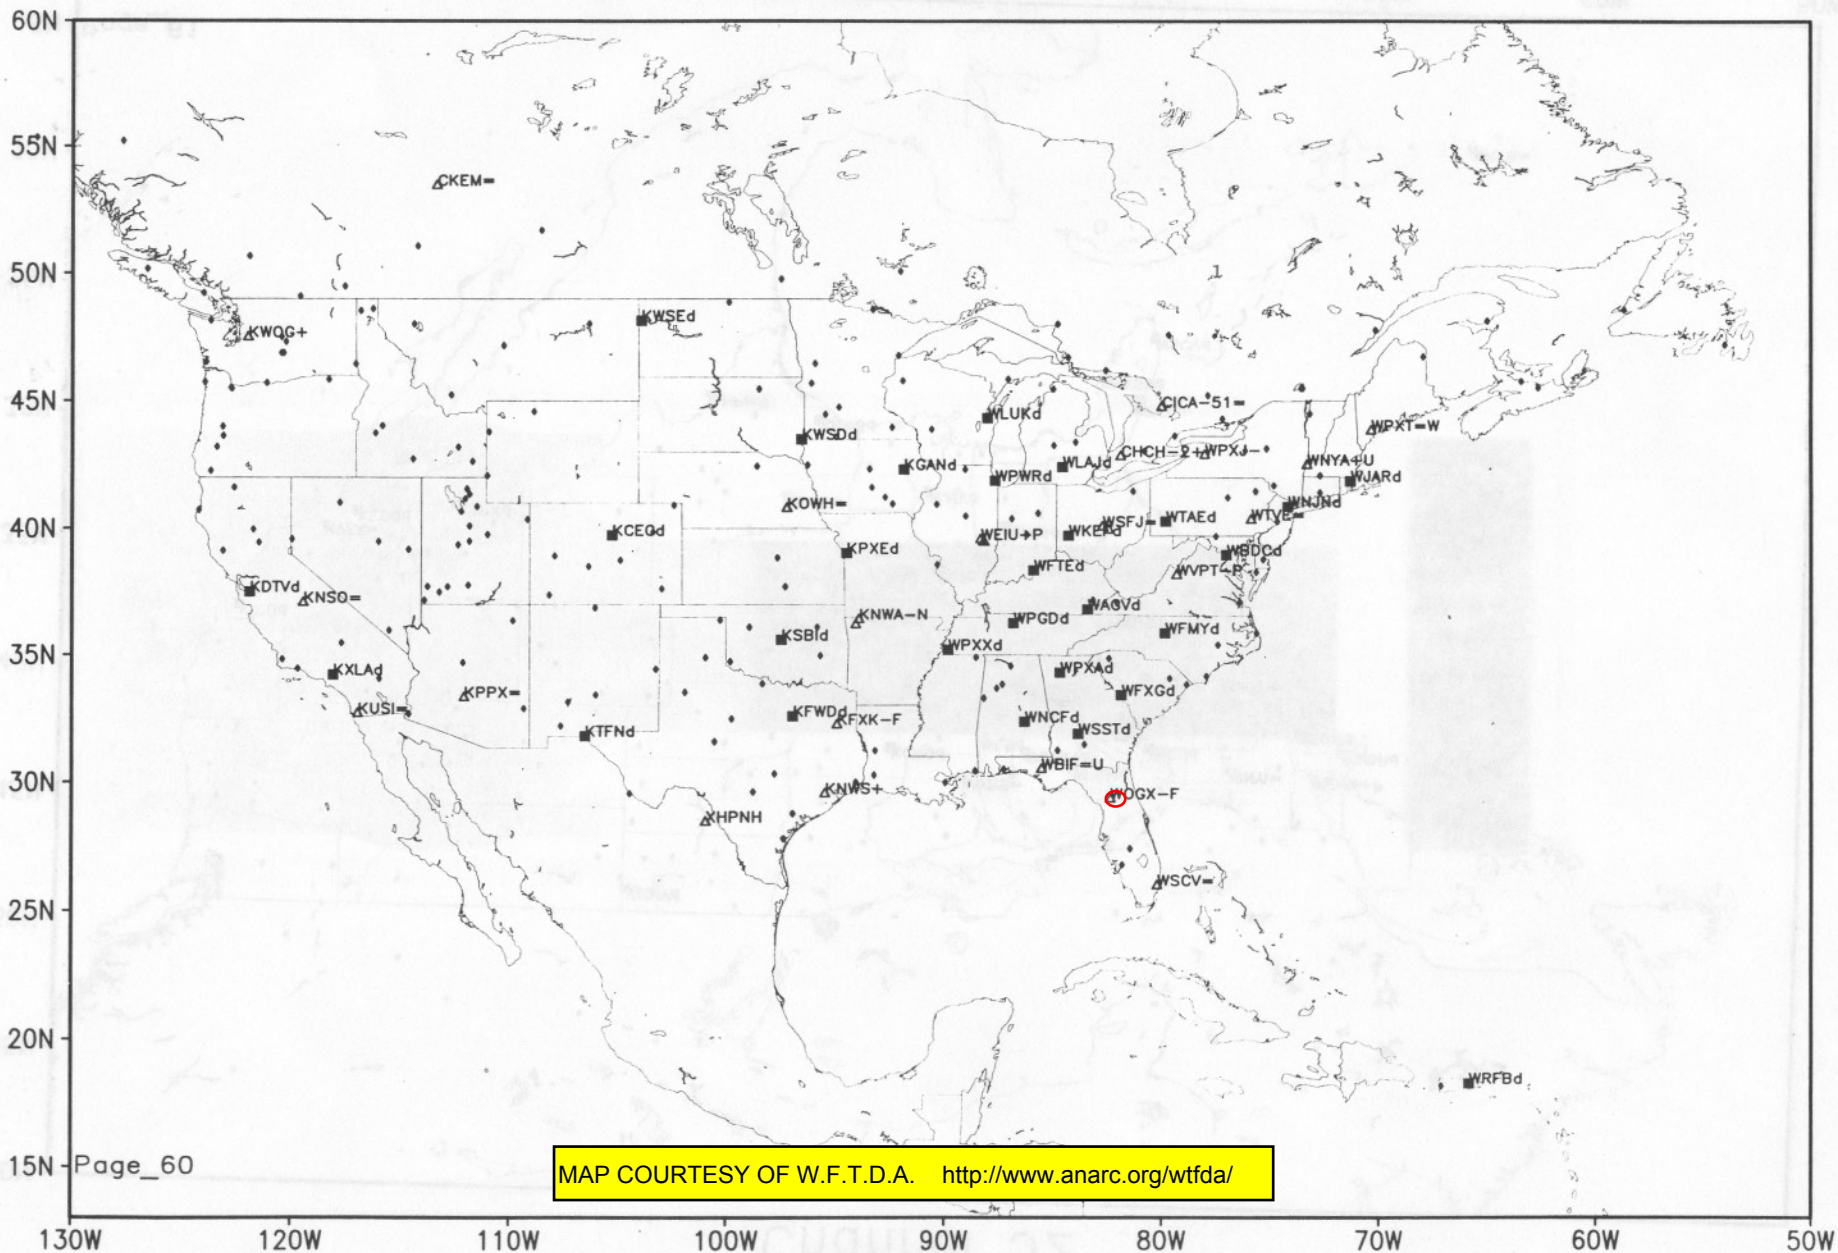 60N
55N
CKEM=
50N
KWSEd
KWOG+
45N
CICA-51=
WLUKd
WPXT=W
KWSDd
CHCH-2+ WPXJ-
KGANd
WPWRd
WLAJd
WNYA+U
WJARd
KOWH=
WNJNd
40N
KCECd
WSFJ=
WTAEd
WTVE=
WEIU+P
WKEFd
KPXEd
WBDCd
WFTEd
WVPT-P
KDTVd
KNSO=
WAGVd
KNWA-N
WPGDd
WFMYd
KSBId
WPXXd
35N
KXLAd
WPXAd
KPPX=
WFXGd
KUSI=
KFWDd
KFXK-F
WNCFd
KTFNd
WSSTd
WBIF=U
30N
KNWS+
WOGX-F
XHPNH
WSCV=
25N
20N
WRFBd
15N
Page_60
MAP COURTESY OF W.F.T.D.A. http://www.anarc.org/wtfda/
130W 120W 110W 100W 90W 80W 70W 60W 50W